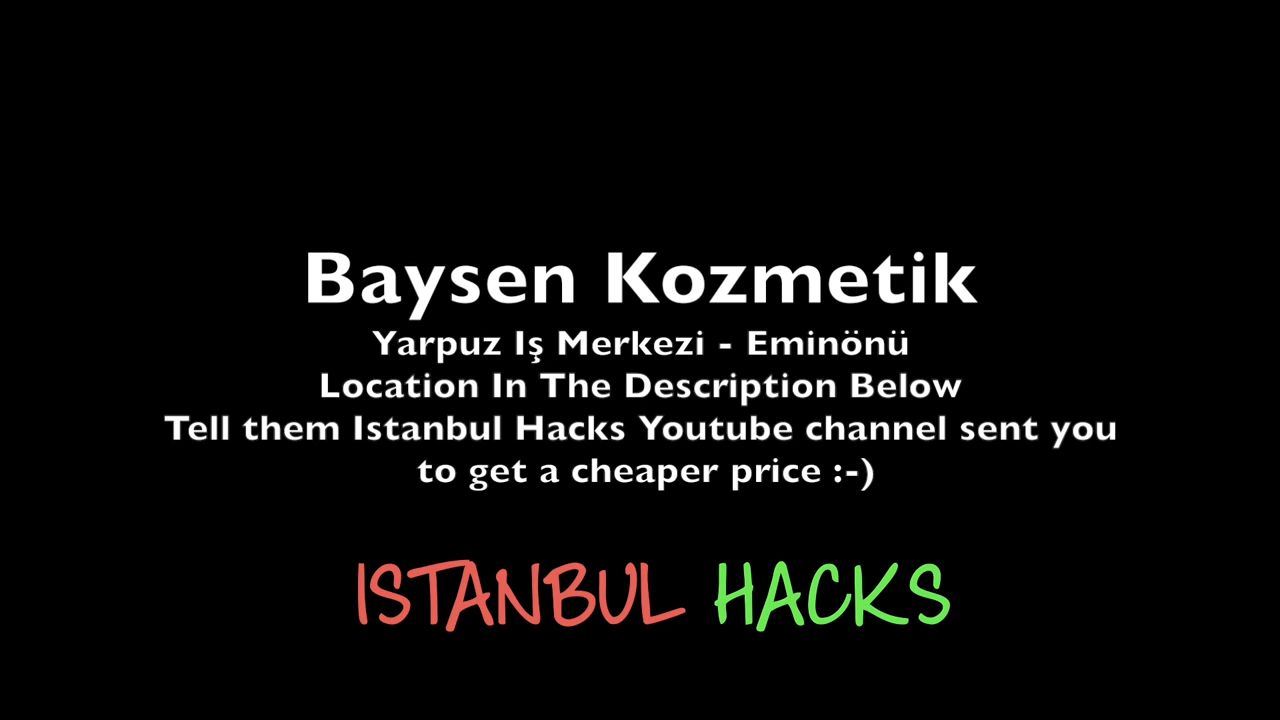 Baysen Kozmetik
Yarpuz Iş Merkezi - Eminönü
Location In The Description Below
Tell them Istanbul Hacks Youtube channel sent you
to get a cheaper price :-)
ISTANBUL HACKS